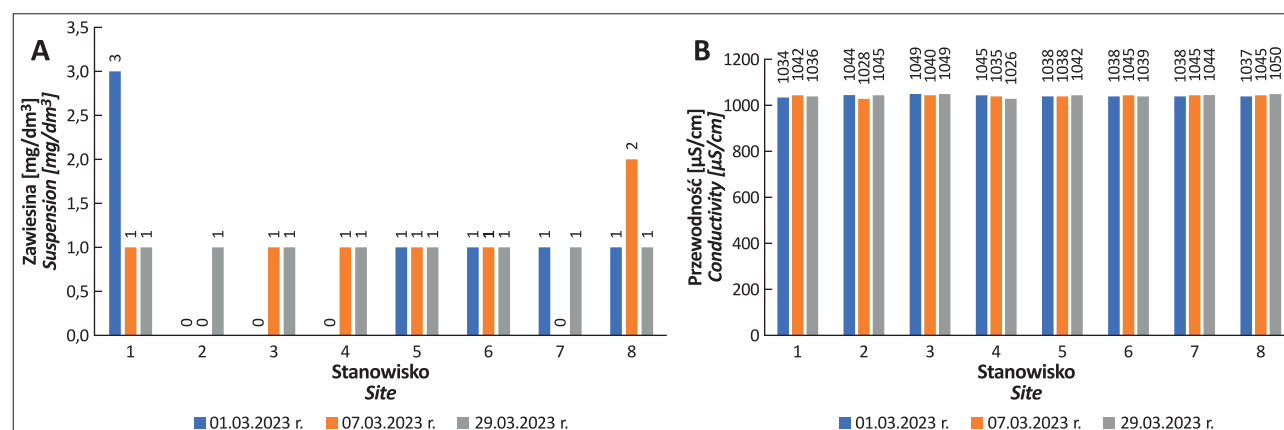 A
Zawiesina [mg/dm³]
Suspension [mg/dm³]
3,5
3,0
2,5
2,0
1,5
1,0
0,5
0,0
3 1 1
0 0 1
0 1 1
0 1 1
1 1 1
1 1 1
1 0 1
1 2 1
1 2 3 4 5 6 7 8
Stanowisko
Site
01.03.2023 r. 07.03.2023 r. 29.03.2023 r.
B
Przewodność [µS/cm]
Conductivity [µS/cm]
1200
1000
800
600
400
200
0
1034 1042 1036
1044 1028 1045
1049 1040 1049
1045 1035 1026
1038 1038 1042
1038 1045 1039
1038 1045 1044
1037 1045 1050
1 2 3 4 5 6 7 8
Stanowisko
Site
01.03.2023 r. 07.03.2023 r. 29.03.2023 r.